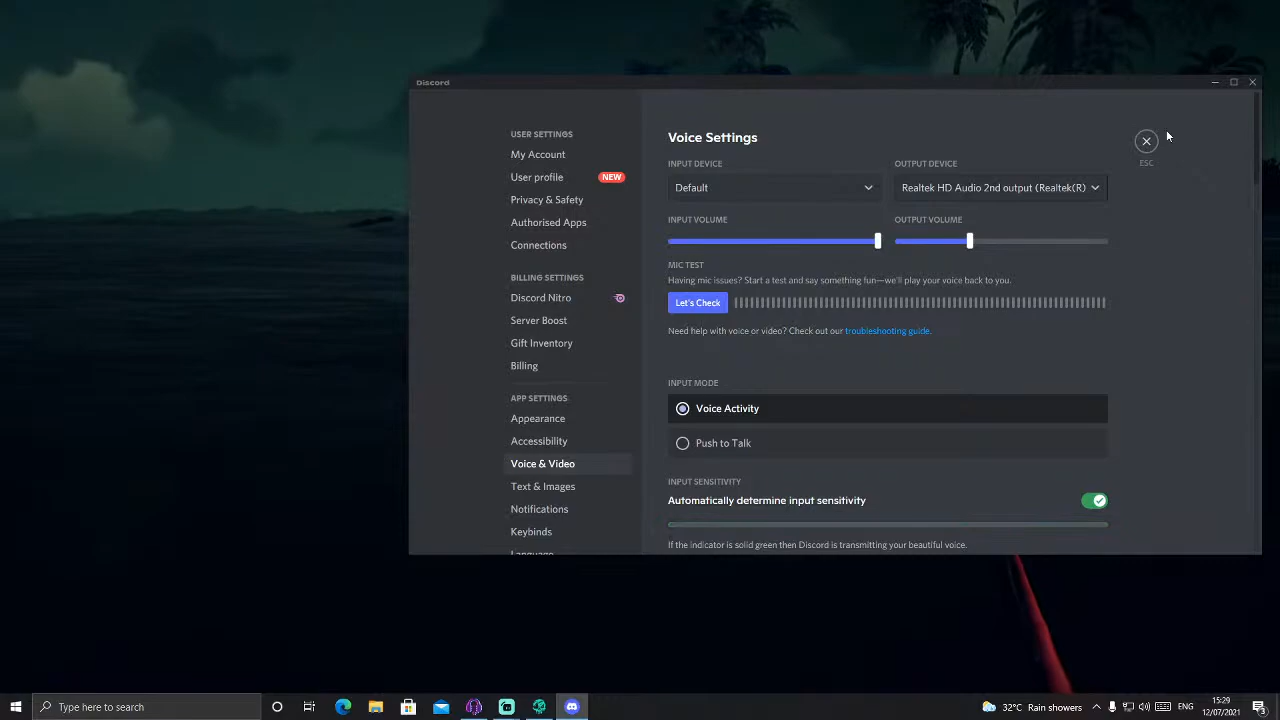 Discord
USER SETTINGS
My Account
User profile NEW
Privacy & Safety
Authorised Apps
Connections
BILLING SETTINGS
Discord Nitro
Server Boost
Gift Inventory
Billing
APP SETTINGS
Appearance
Accessibility
Voice & Video
Text & Images
Notifications
Keybinds
Language
Voice Settings
ESC
INPUT DEVICE OUTPUT DEVICE
Default Realtek HD Audio 2nd output (Realtek(R)
INPUT VOLUME OUTPUT VOLUME
MIC TEST
Having mic issues? Start a test and say something fun—we'll play your voice back to you.
Let's Check
Need help with voice or video? Check out our troubleshooting guide.
INPUT MODE
Voice Activity
Push to Talk
INPUT SENSITIVITY
Automatically determine input sensitivity
If the indicator is solid green then Discord is transmitting your beautiful voice.
Type here to search
32°C Rain showers
ENG
15:29
12/07/2021